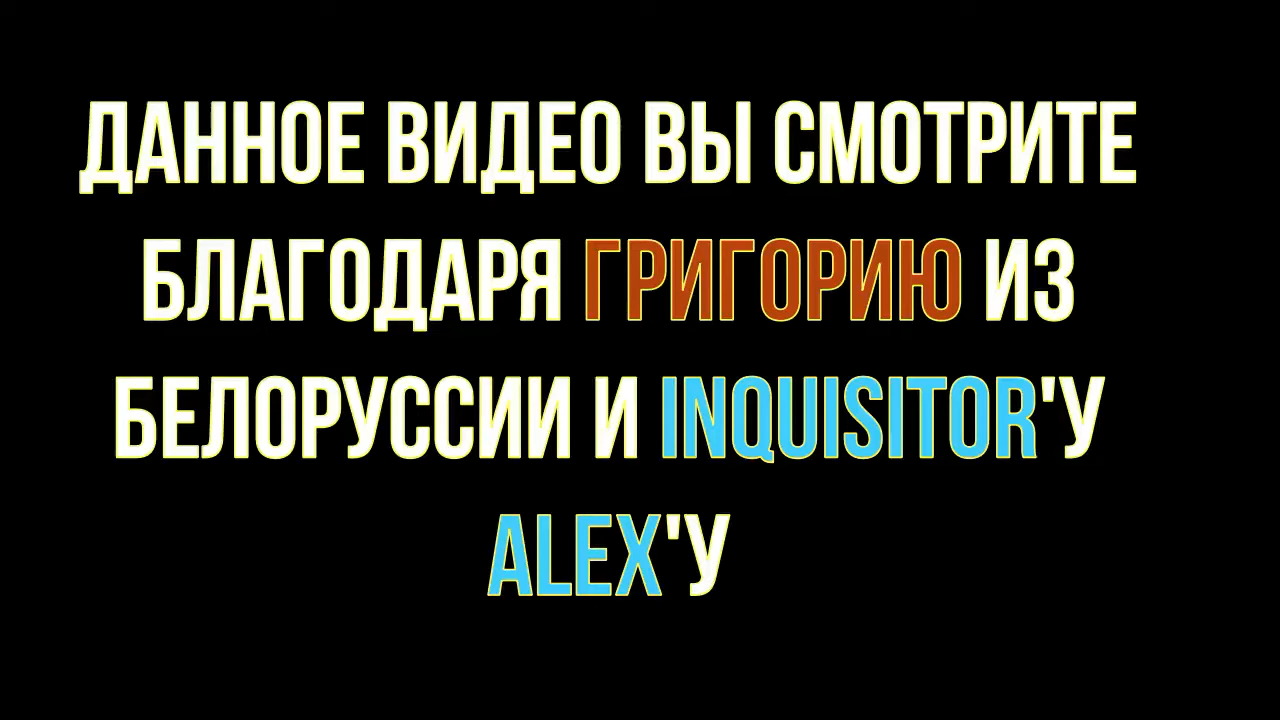 ДАННОЕ ВИДЕО ВЫ СМОТРИТЕ
БЛАГОДАРЯ ГРИГОРИЮ ИЗ
БЕЛОРУССИИ И INQUISITOR'У
ALEX'У